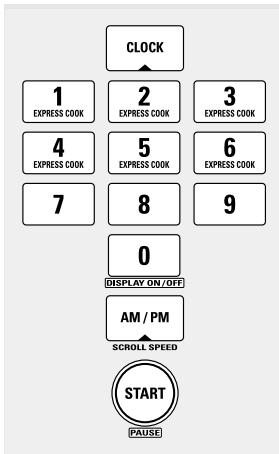 CLOCK
1 2 3
EXPRESS COOK EXPRESS COOK EXPRESS COOK
4 5 6
EXPRESS COOK EXPRESS COOK EXPRESS COOK
7 8 9
0
DISPLAY ON/OFF
AM / PM
SCROLL SPEED
START
PAUSE